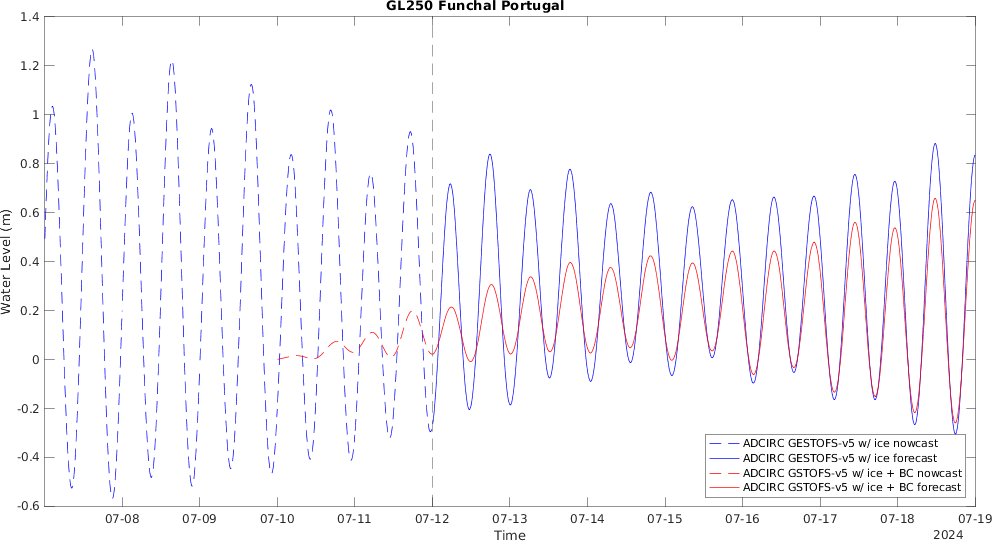 GL250 Funchal Portugal
1.4
1.2
1
0.8
0.6
0.4
0.2
0
-0.2
-0.4
-0.6
Water Level (m)
ADCIRC GESTOFS-v5 w/ ice nowcast
ADCIRC GESTOFS-v5 w/ ice forecast
ADCIRC GSTOFS-v5 w/ ice + BC nowcast
ADCIRC GSTOFS-v5 w/ ice + BC forecast
07-08 07-09 07-10 07-11 07-12 07-13 07-14 07-15 07-16 07-17 07-18 07-19
Time
2024